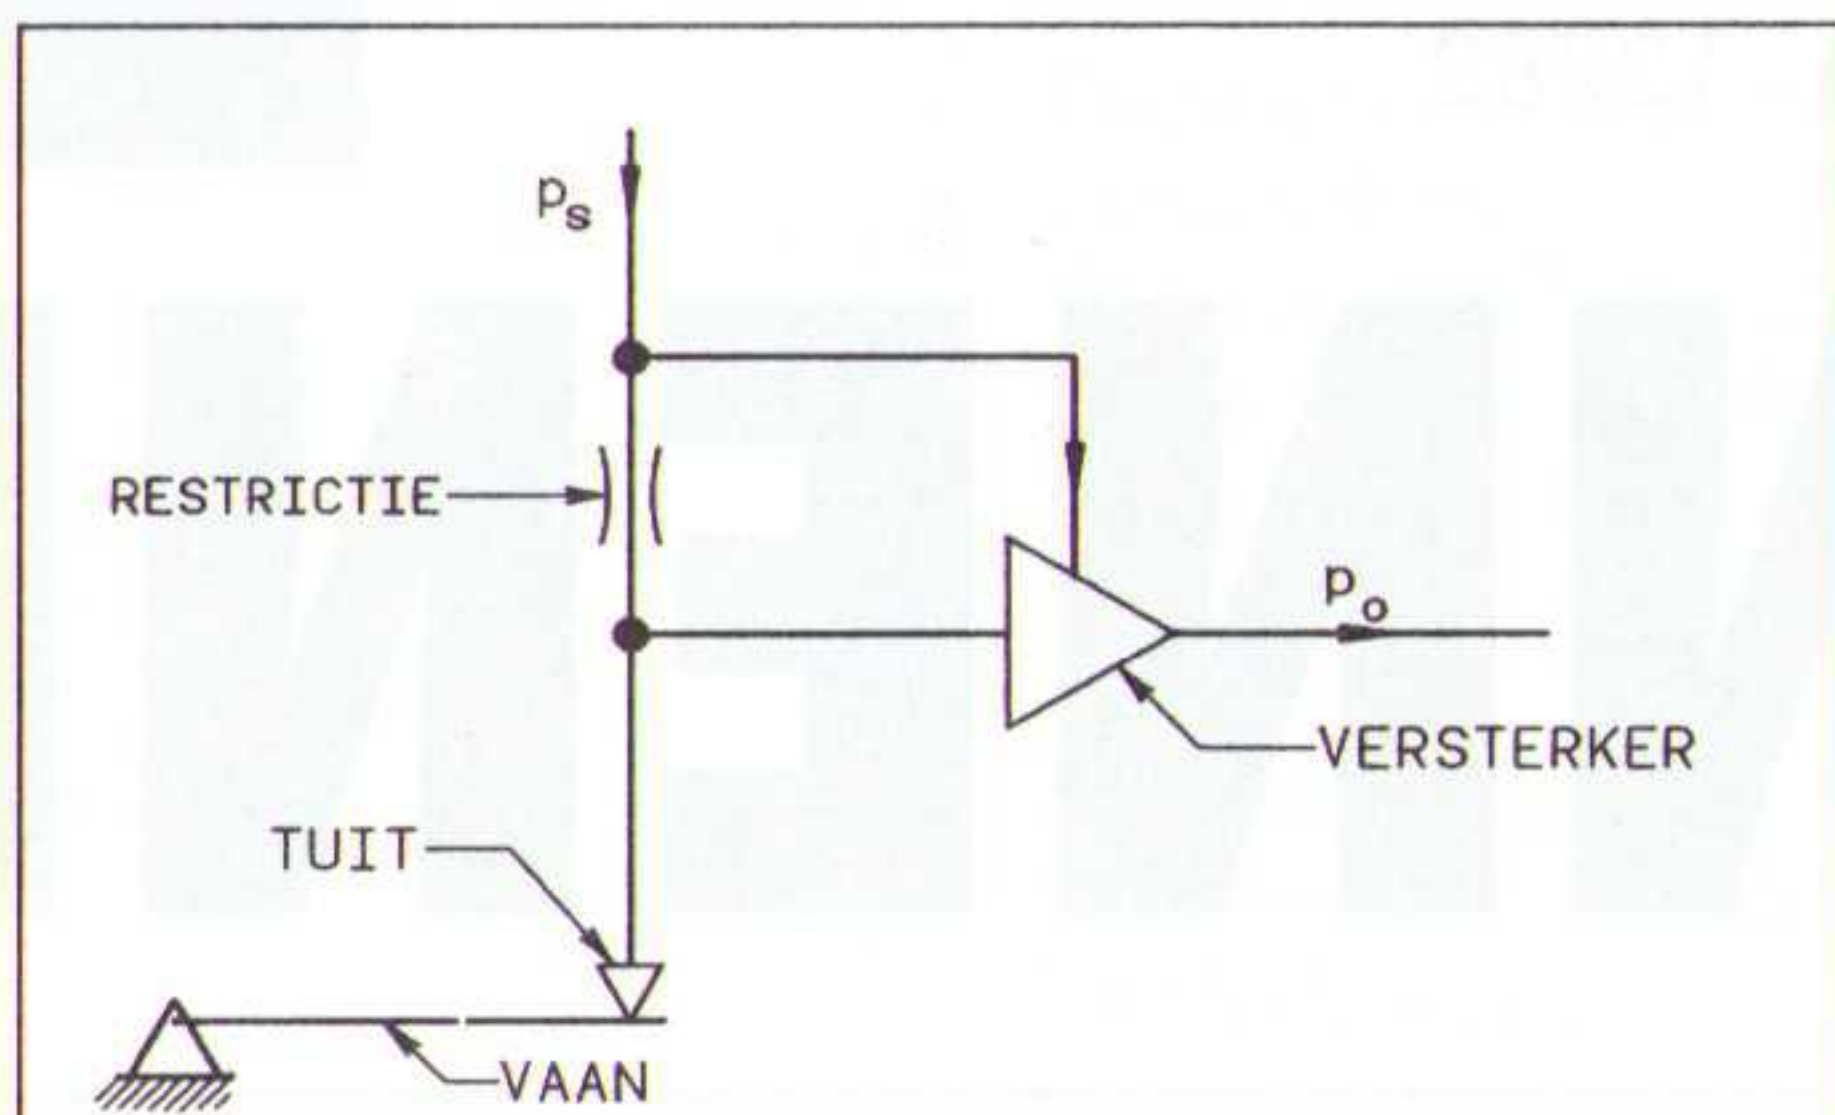 pₛ
RESTRICTIE
pₒ
VERSTERKER
TUIT
VAAN